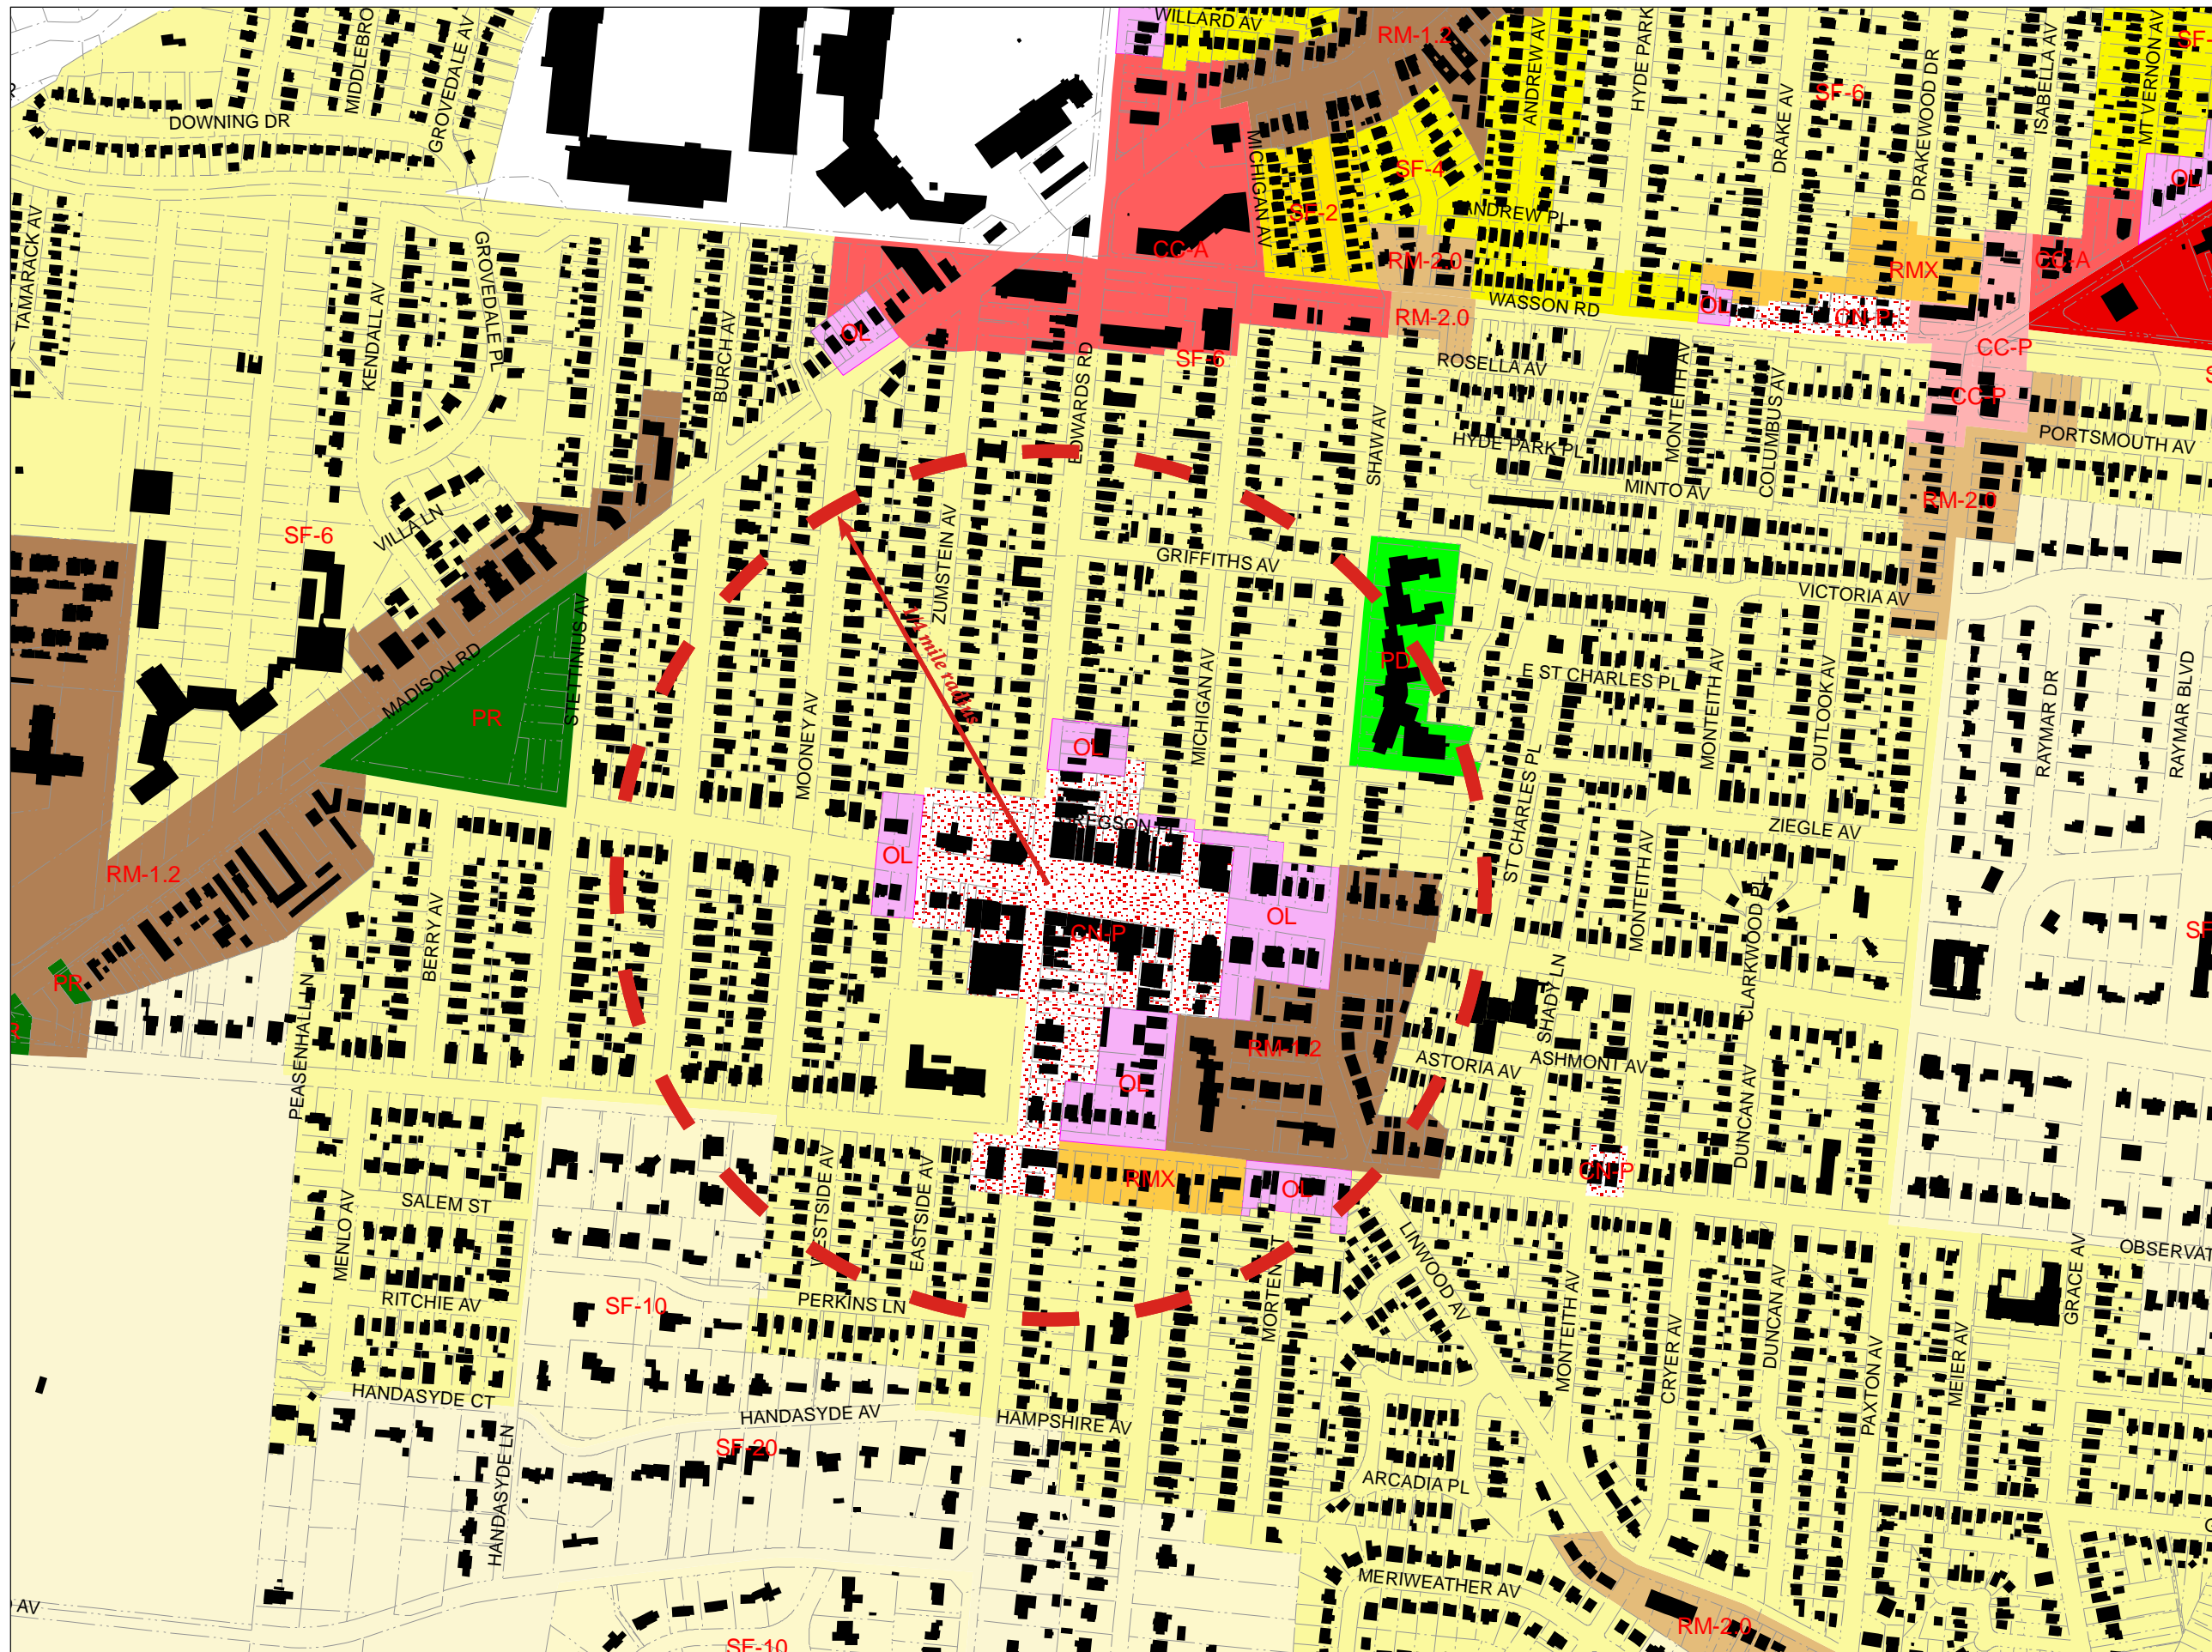 WILLARD AV
RM-1.2
MIDDLEBRO
GROVEDALE AV
ANDREW AV
HYDE PARK
SF-6
DRAKE AV
DRAKEWOOD DR
ISABELLA AV
MT VERNON AV
SF-
DOWNING DR
MICHIGAN AV
SF-4
OL
TAMARACK AV
GROVEDALE PL
SF-2
ANDREW PL
CC-A
RM-2.0
RMX
CC-A
KENDALL AV
BURCH AV
OL
WASSON RD
OL
CN-P
RM-2.0
SF-6
EDWARDS RD
ROSELLA AV
MONTEITH AV
COLUMBUS AV
CC-P
CC-P
SHAW AV
HYDE PARK PL
PORTSMOUTH AV
MINTO AV
RM-2.0
SF-6
VILLA LN
ZUMSTEIN AV
GRIFFITHS AV
VICTORIA AV
1/4 mile radius
MADISON RD
STETTINIUS AV
PR
MOONEY AV
MICHIGAN AV
PD
E ST CHARLES PL
MONTEITH AV
OUTLOOK AV
RAYMAR DR
RAYMAR BLVD
OL
ST CHARLES PL
GREGSON PL
ZIEGLE AV
OL
RM-1.2
BERRY AV
OL
CN-P
MONTEITH AV
CLARKWOOD PL
SF
PR
PEASENHALL LN
SHADY LN
RM-1.2
OL
ASTORIA AV
ASHMONT AV
DUNCAN AV
CN-P
RMX
OL
SALEM ST
MENLO AV
WESTSIDE AV
EASTSIDE AV
LINWOOD AV
OBSERVAT
GRACE AV
RITCHIE AV
SF-10
PERKINS LN
MONTEITH AV
CRYER AV
DUNCAN AV
PAXTON AV
MEIER AV
HANDASYDE CT
HANDASYDE AV
HAMPSHIRE AV
SF-20
HANDASYDE LN
ARCADIA PL
MERIWEATHER AV
AV
RM-2.0
SF-10